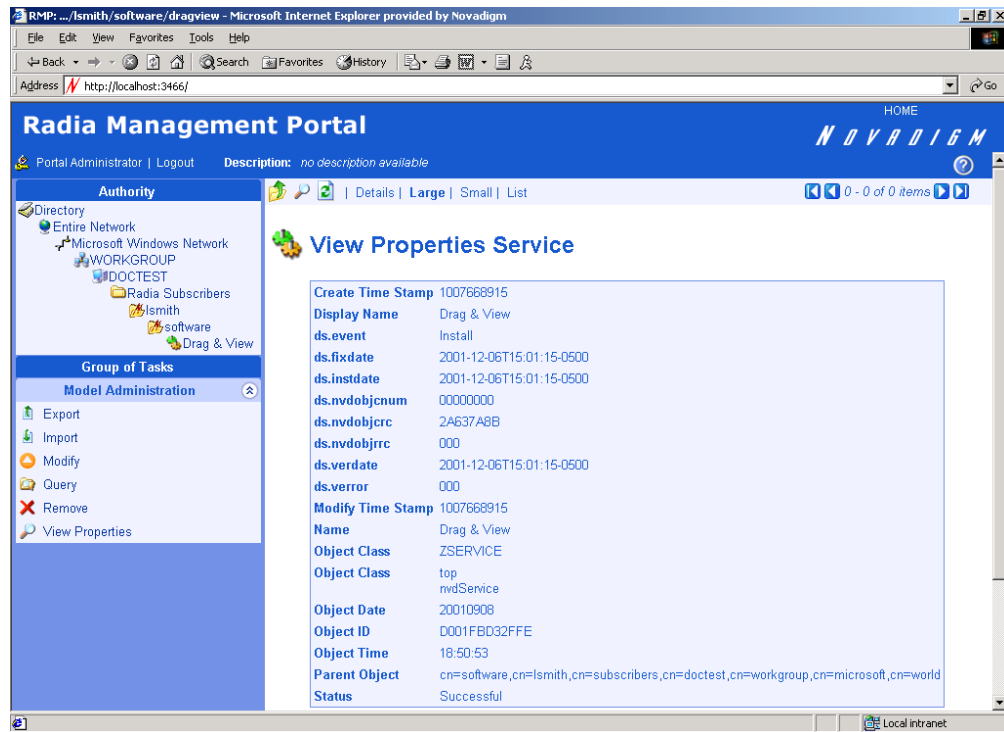 RMP: .../lsmith/software/dragview - Microsoft Internet Explorer provided by Novadigm
File Edit View Favorites Tools Help
Back Search Favorites History
Address http://localhost:3466/ Go
Radia Management Portal
HOME
NOVADIGM
Portal Administrator | Logout Description: no description available
Authority
| Details | Large | Small | List 0 - 0 of 0 items
Directory
Entire Network
Microsoft Windows Network
WORKGROUP
DOCTEST
Radia Subscribers
lsmith
software
Drag & View
Group of Tasks
Model Administration
Export
Import
Modify
Query
Remove
View Properties
View Properties Service
Create Time Stamp 1007668915
Display Name Drag & View
ds.event Install
ds.fixdate 2001-12-06T15:01:15-0500
ds.instdate 2001-12-06T15:01:15-0500
ds.nvdobjcnum 00000000
ds.nvdobjcrc 2A637A8B
ds.nvdobjrrc 000
ds.verdate 2001-12-06T15:01:15-0500
ds.verror 000
Modify Time Stamp 1007668915
Name Drag & View
Object Class ZSERVICE
Object Class top
nvdService
Object Date 20010908
Object ID D001FBD32FFE
Object Time 18:50:53
Parent Object cn=software,cn=lsmith,cn=subscribers,cn=doctest,cn=workgroup,cn=microsoft,cn=world
Status Successful
Local intranet